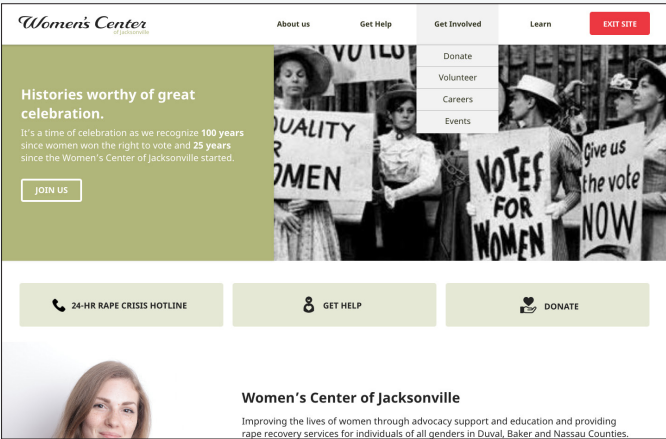 Women's Center
of Jacksonville
About us
Get Help
Get Involved
Learn
EXIT SITE
Donate
Volunteer
Careers
Events
Histories worthy of great
celebration.
It's a time of celebration as we recognize 100 years
since women won the right to vote and 25 years
since the Women's Center of Jacksonville started.
JOIN US
VOTES
QUALITY
OMEN
VOTES
FOR
WOMEN
Give us
the vote
NOW
24-HR RAPE CRISIS HOTLINE
GET HELP
DONATE
Women's Center of Jacksonville
Improving the lives of women through advocacy support and education and providing
rape recovery services for individuals of all genders in Duval, Baker and Nassau Counties.